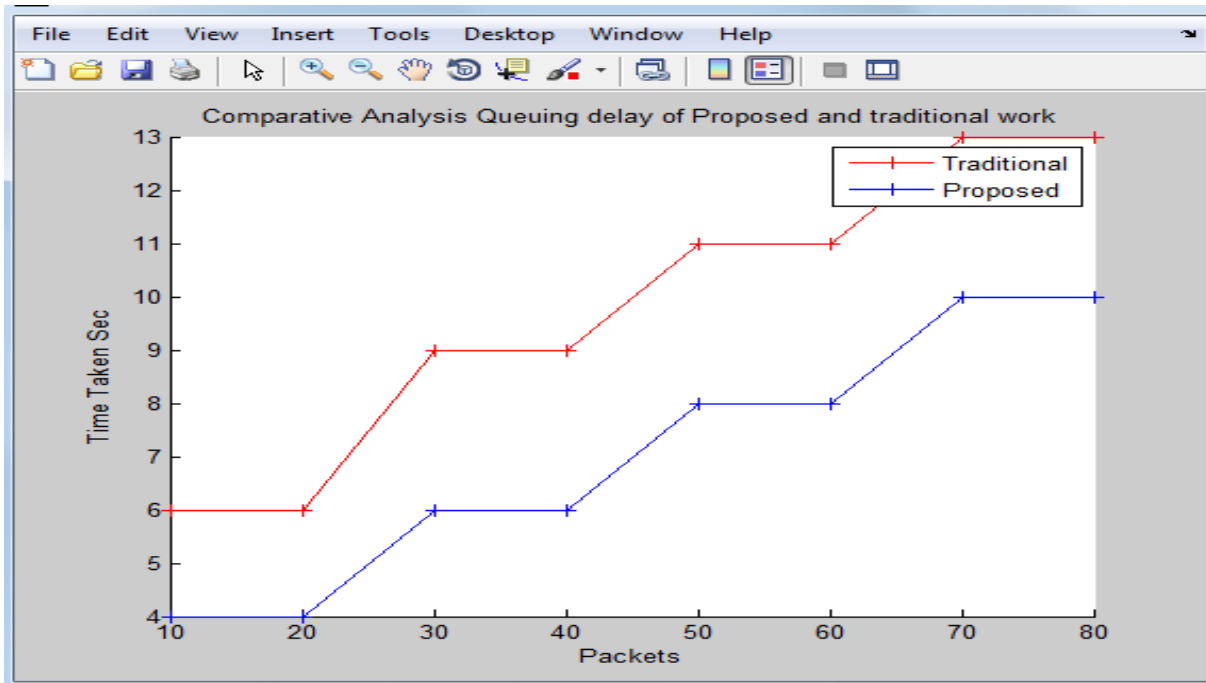 File Edit View Insert Tools Desktop Window Help
Comparative Analysis Queuing delay of Proposed and traditional work
13
12
11
10
9
8
7
6
5
4
Time Taken Sec
Traditional
Proposed
10 20 30 40 50 60 70 80
Packets